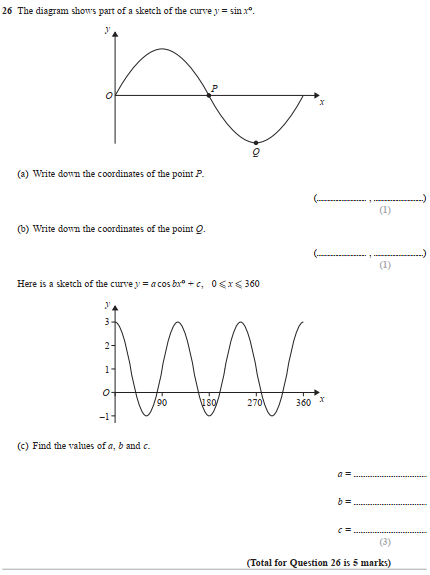 26 The diagram shows part of a sketch of the curve y = sin x°.
y
O
P
x
Q
(a) Write down the coordinates of the point P.
(.................... , ....................)
(1)
(b) Write down the coordinates of the point Q.
(.................... , ....................)
(1)
Here is a sketch of the curve y = a cos bx° + c, 0 ⩽ x ⩽ 360
y
3
2
1
O
90 180 270 360 x
−1
(c) Find the values of a, b and c.
a = ....................
b = ....................
c = ....................
(3)
(Total for Question 26 is 5 marks)